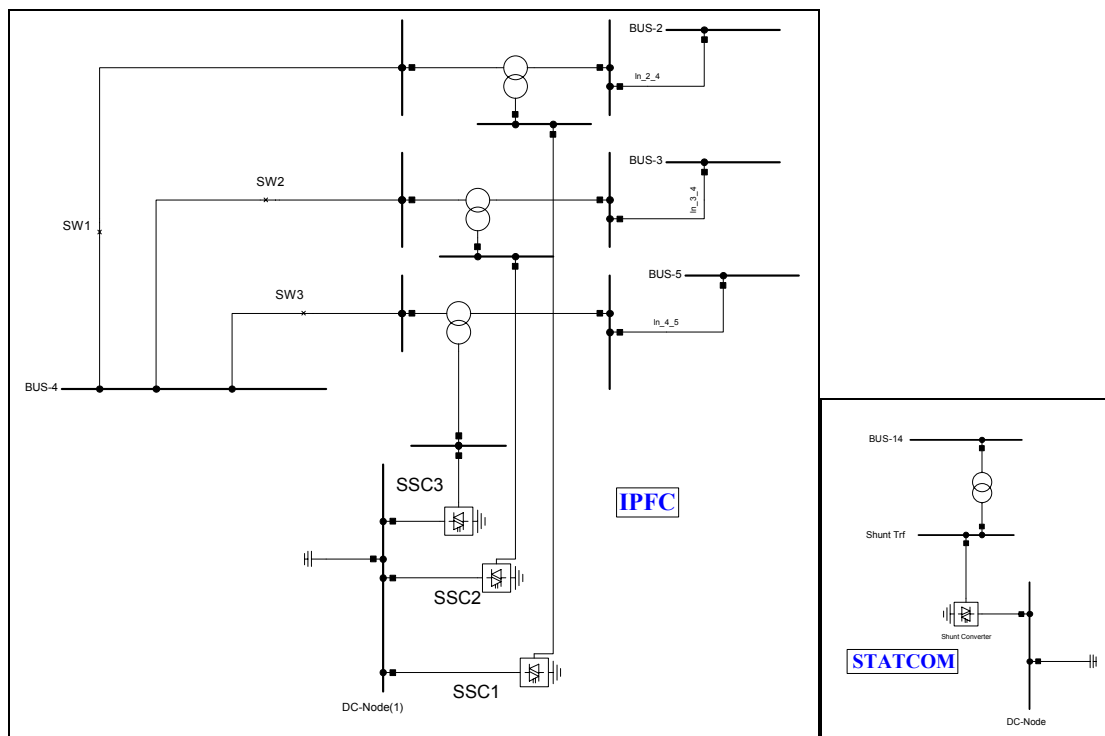 BUS-2
ln_2_4
BUS-3
SW2
ln_3_4
SW1
BUS-5
SW3
ln_4_5
BUS-4
BUS-14
SSC3
IPFC
Shunt Trf
SSC2
Shunt Converter
STATCOM
SSC1
DC-Node(1)
DC-Node